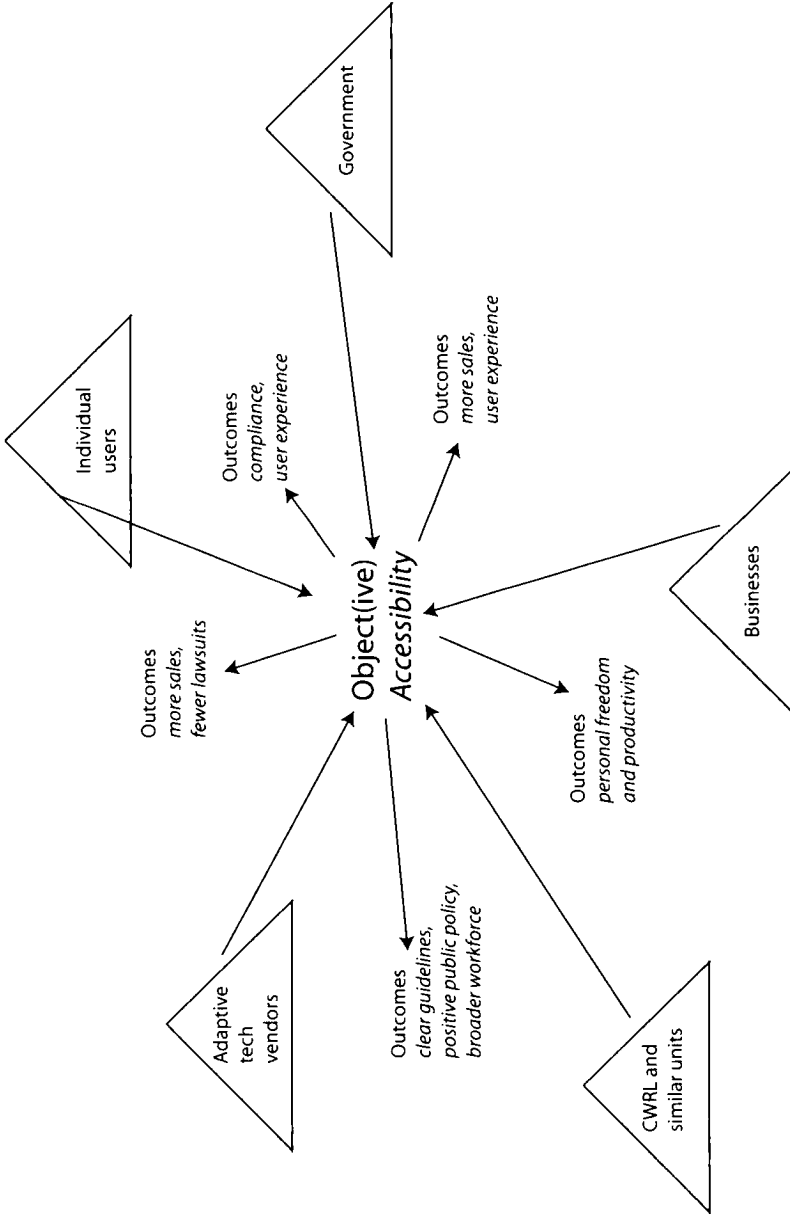 Individual
users
Government
Adaptive
tech
vendors
Outcomes
more sales,
fewer lawsuits
Outcomes
compliance,
user experience
Object(ive)
Accessibility
Outcomes
clear guidelines,
positive public policy,
broader workforce
Outcomes
more sales,
user experience
Outcomes
personal freedom
and productivity
CWRL and
similar units
Businesses